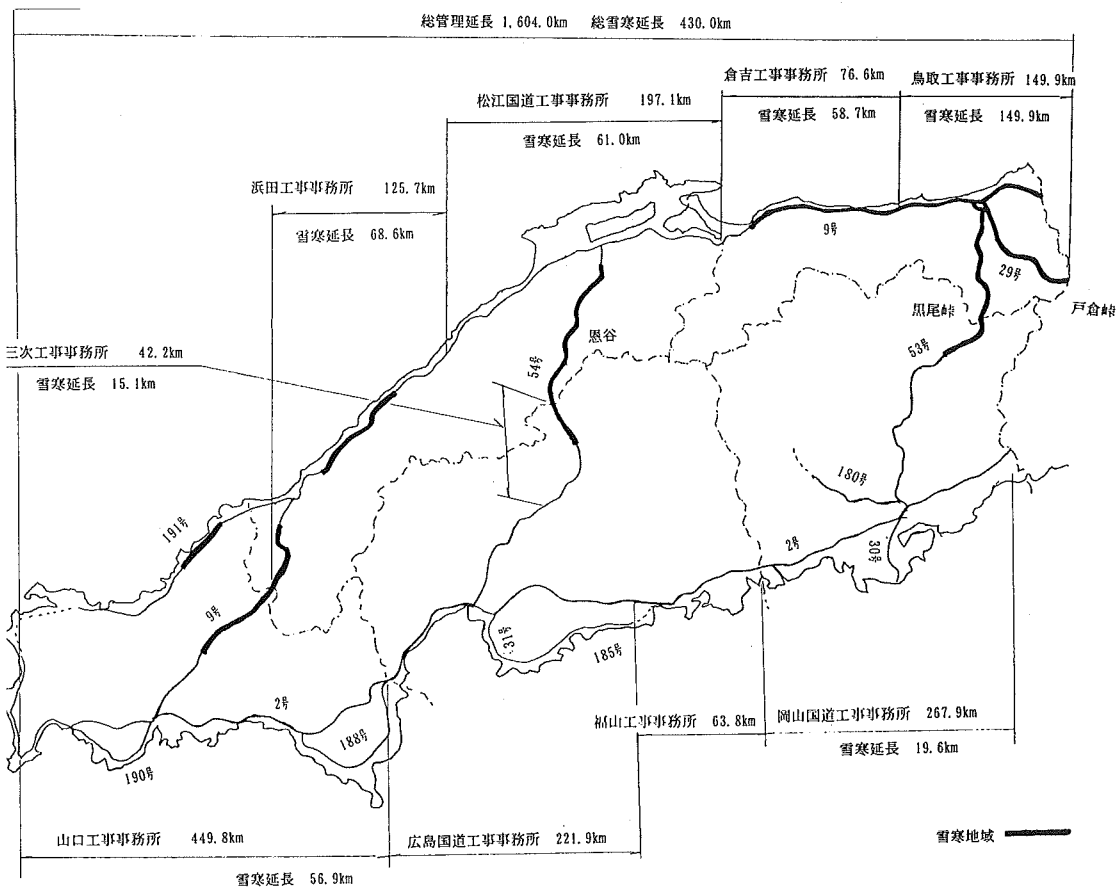 総管理延長 1,604.0km 総雪寒延長 430.0km
倉吉工事事務所 76.6km
鳥取工事事務所 149.9km
松江国道工事事務所 197.1km
雪寒延長 58.7km
雪寒延長 149.9km
雪寒延長 61.0km
浜田工事事務所 125.7km
雪寒延長 68.6km
9号
29号
戸倉峠
黒尾峠
53号
恩谷
54号
三次工事事務所 42.2km
雪寒延長 15.1km
180号
191号
2号
30号
9号
31号
185号
2号
188号
190号
福山工事事務所 63.8km
岡山国道工事事務所 267.9km
雪寒延長 19.6km
山口工事事務所 449.8km
広島国道工事事務所 221.9km
雪寒地域
雪寒延長 56.9km